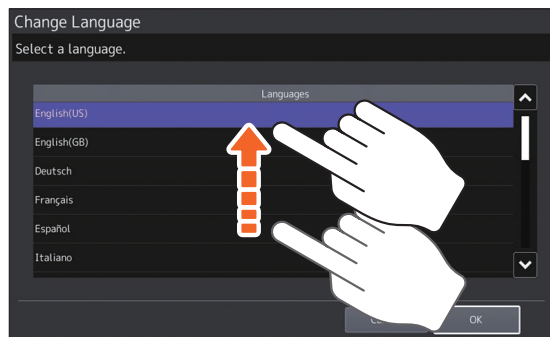 Change Language
Select a language.
Languages
English(US)
English(GB)
Deutsch
Français
Español
Italiano
OK